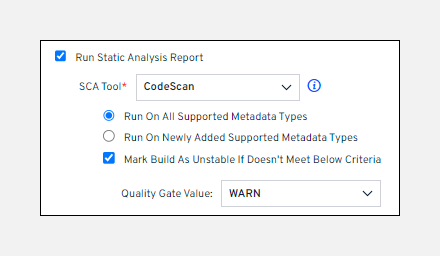 Run Static Analysis Report
SCA Tool* CodeScan
Run On All Supported Metadata Types
Run On Newly Added Supported Metadata Types
Mark Build As Unstable If Doesn't Meet Below Criteria
Quality Gate Value: WARN